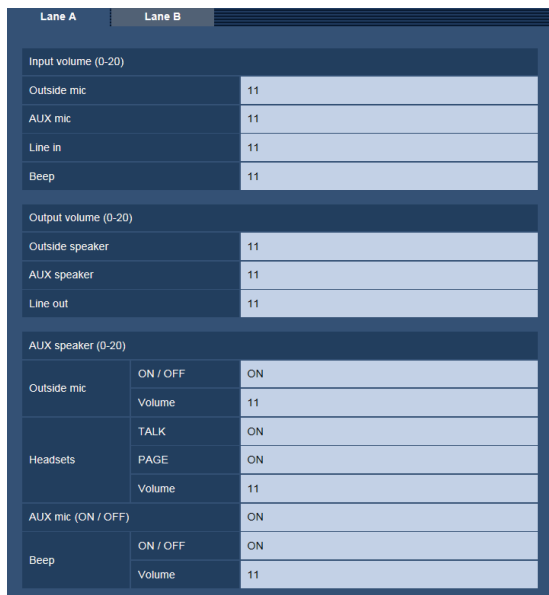 Lane A Lane B
Input volume (0-20)
Outside mic 11
AUX mic 11
Line in 11
Beep 11
Output volume (0-20)
Outside speaker 11
AUX speaker 11
Line out 11
AUX speaker (0-20)
Outside mic ON / OFF ON
Volume 11
Headsets TALK ON
PAGE ON
Volume 11
AUX mic (ON / OFF) ON
Beep ON / OFF ON
Volume 11